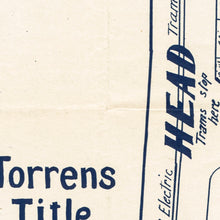 Torrens
Title
Electric
Tram
HEAD
Trams stop
here